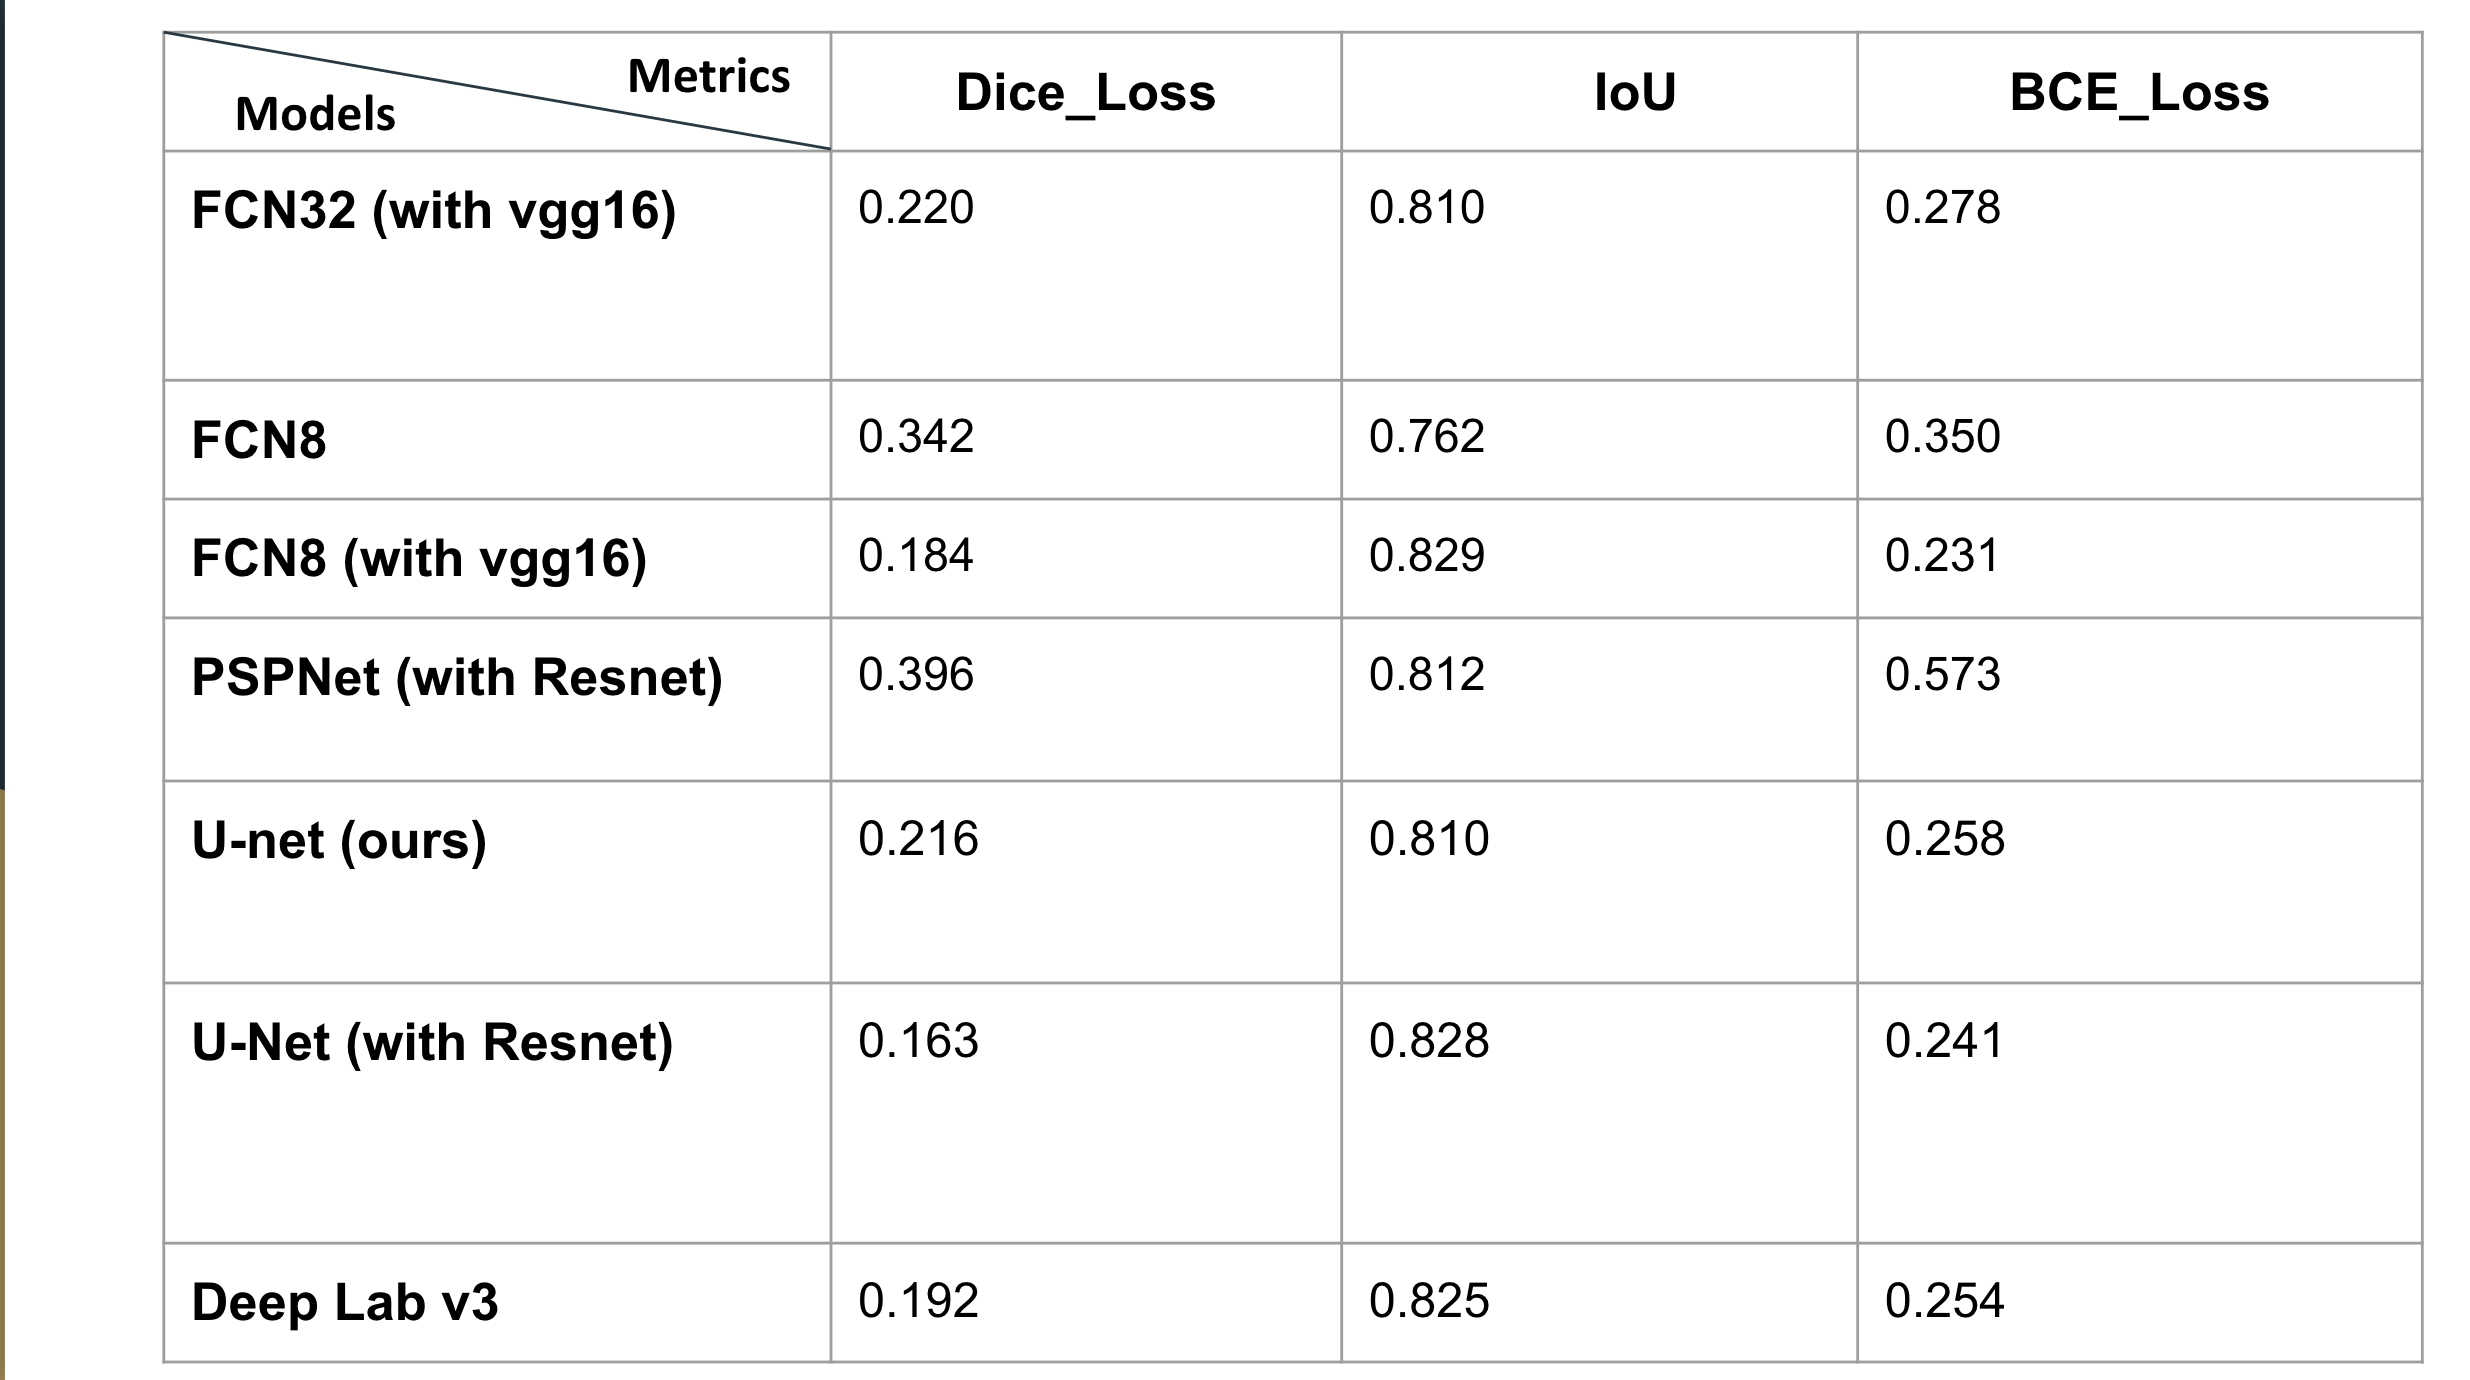 Metrics
Models
Dice_Loss IoU BCE_Loss
FCN32 (with vgg16) 0.220 0.810 0.278
FCN8 0.342 0.762 0.350
FCN8 (with vgg16) 0.184 0.829 0.231
PSPNet (with Resnet) 0.396 0.812 0.573
U-net (ours) 0.216 0.810 0.258
U-Net (with Resnet) 0.163 0.828 0.241
Deep Lab v3 0.192 0.825 0.254